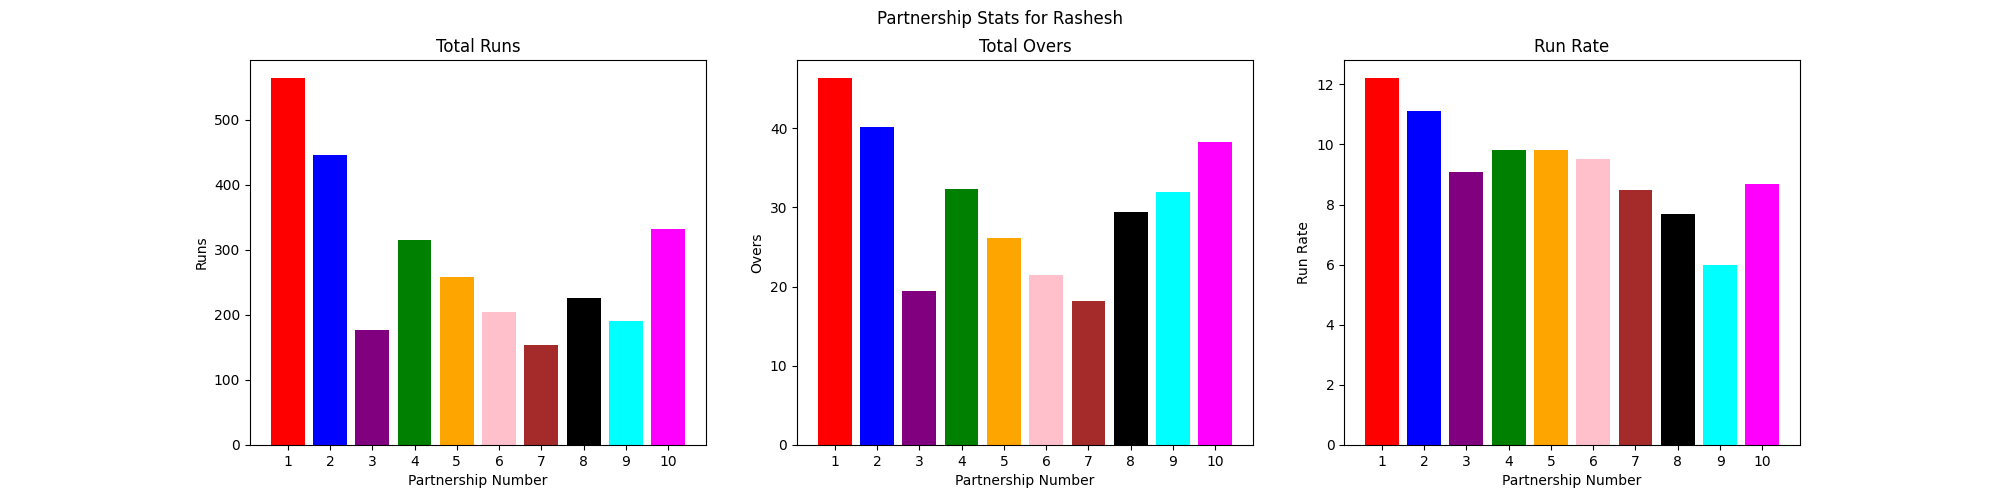 Partnership Stats for Rashesh
Total Runs
Runs
500
400
300
200
100
0
1 2 3 4 5 6 7 8 9 10
Partnership Number
Total Overs
Overs
40
30
20
10
0
1 2 3 4 5 6 7 8 9 10
Partnership Number
Run Rate
Run Rate
12
10
8
6
4
2
0
1 2 3 4 5 6 7 8 9 10
Partnership Number